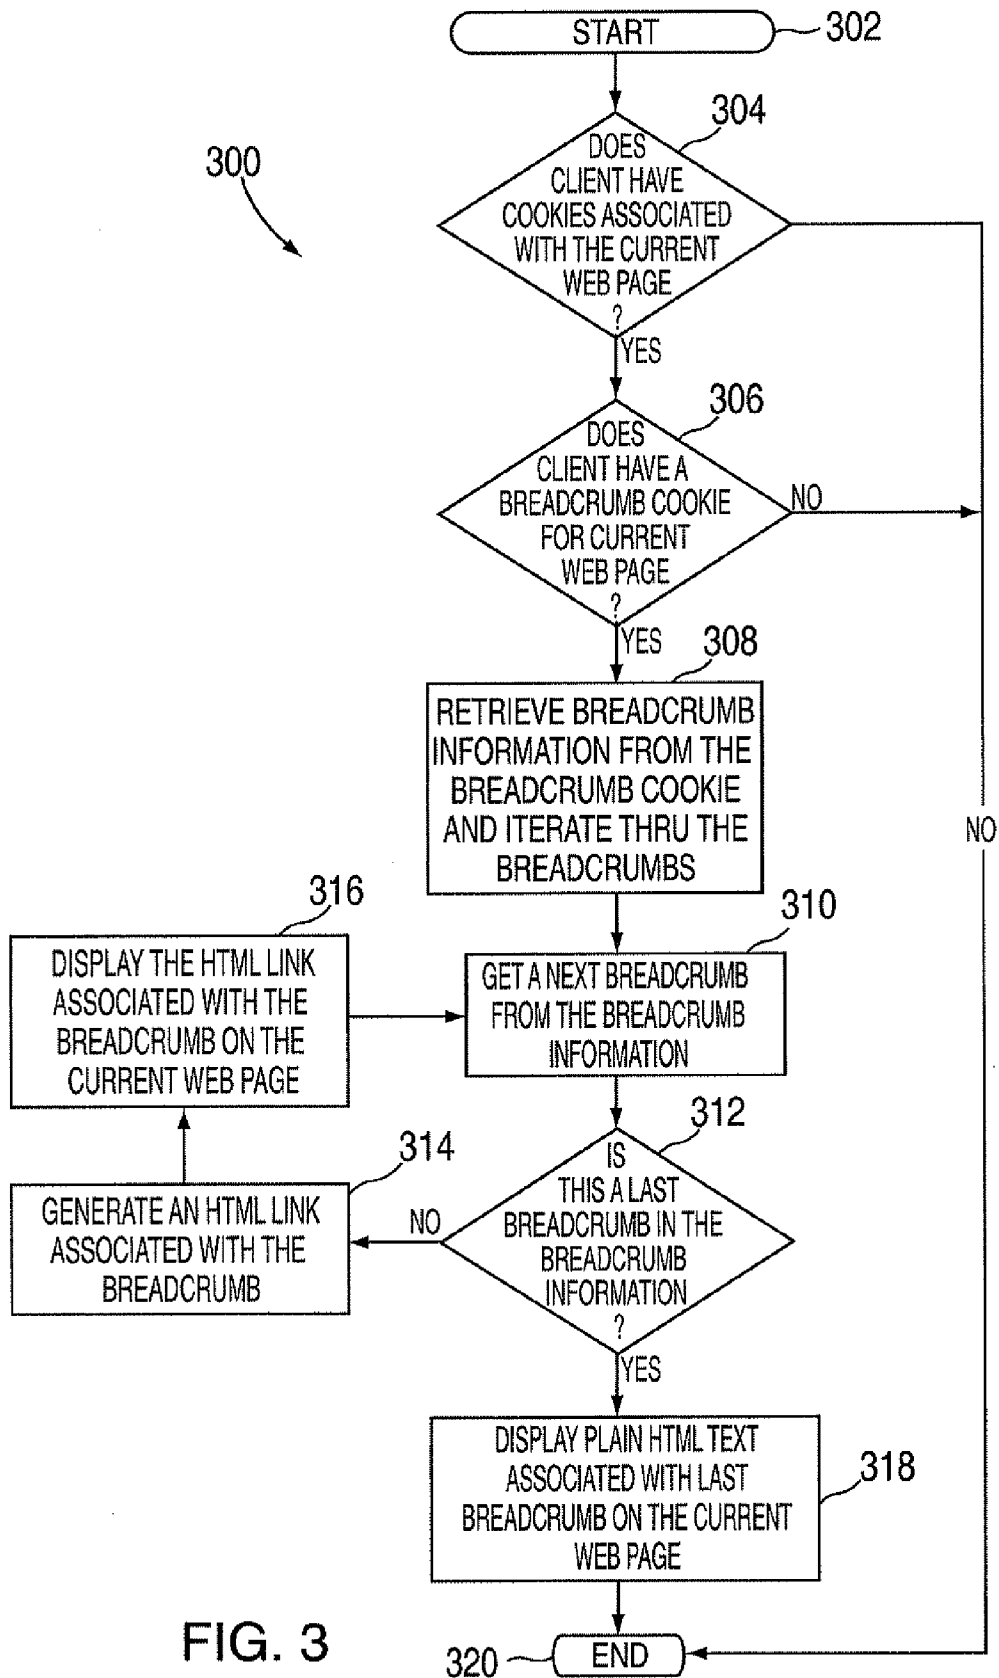 START
302
304
300
DOES
CLIENT HAVE
COOKIES ASSOCIATED
WITH THE CURRENT
WEB PAGE
?
YES
306
DOES
CLIENT HAVE A
BREADCRUMB COOKIE
FOR CURRENT
WEB PAGE
?
NO
YES
308
RETRIEVE BREADCRUMB
INFORMATION FROM THE
BREADCRUMB COOKIE
AND ITERATE THRU THE
BREADCRUMBS
NO
316
310
DISPLAY THE HTML LINK
ASSOCIATED WITH THE
BREADCRUMB ON THE
CURRENT WEB PAGE
GET A NEXT BREADCRUMB
FROM THE BREADCRUMB
INFORMATION
312
314
IS
THIS A LAST
BREADCRUMB IN THE
BREADCRUMB
INFORMATION
?
NO
GENERATE AN HTML LINK
ASSOCIATED WITH THE
BREADCRUMB
YES
DISPLAY PLAIN HTML TEXT
ASSOCIATED WITH LAST
BREADCRUMB ON THE CURRENT
WEB PAGE
318
FIG. 3
320
END